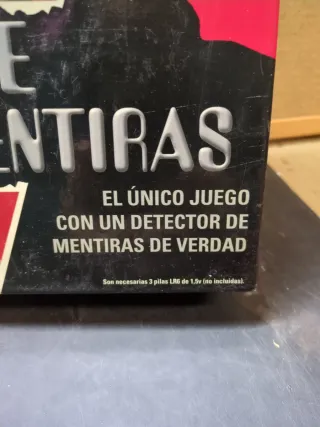 E
ENTIRAS
EL ÚNICO JUEGO
CON UN DETECTOR DE
MENTIRAS DE VERDAD
Son necesarias 3 pilas LR6 de 1,5v (no incluidas).